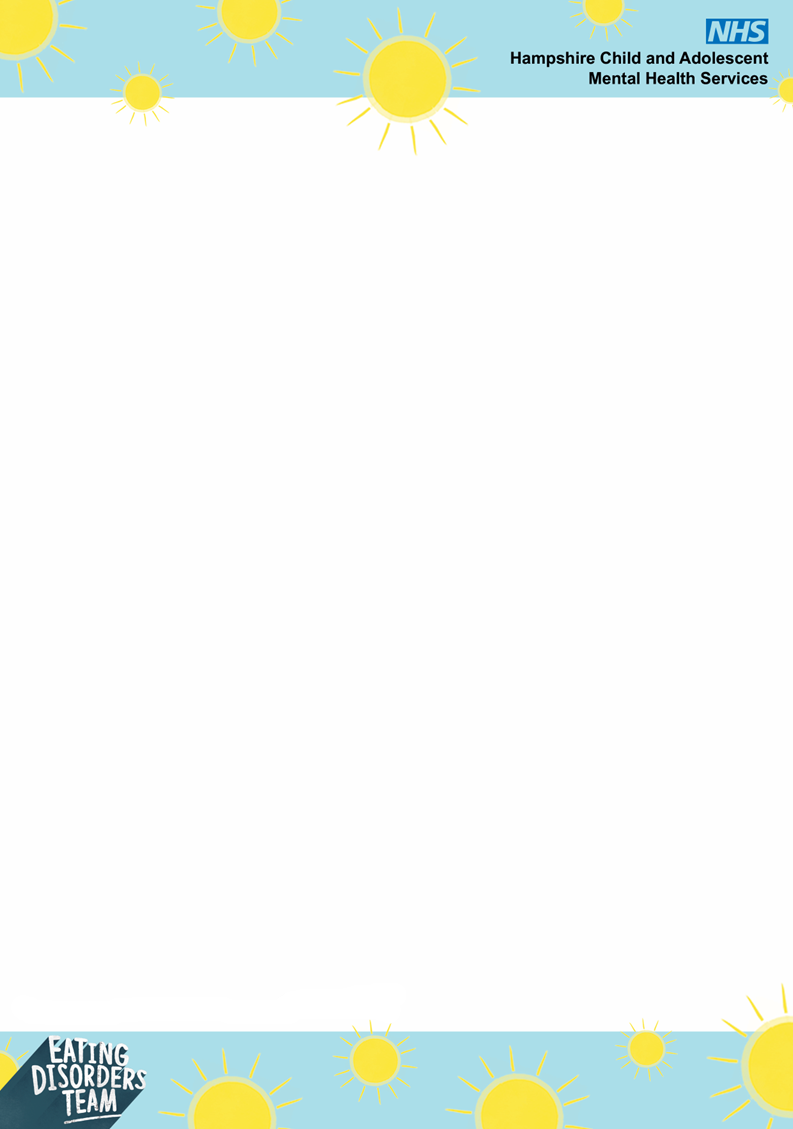 NHS
Hampshire Child and Adolescent
Mental Health Services
EATING
DISORDERS
TEAM